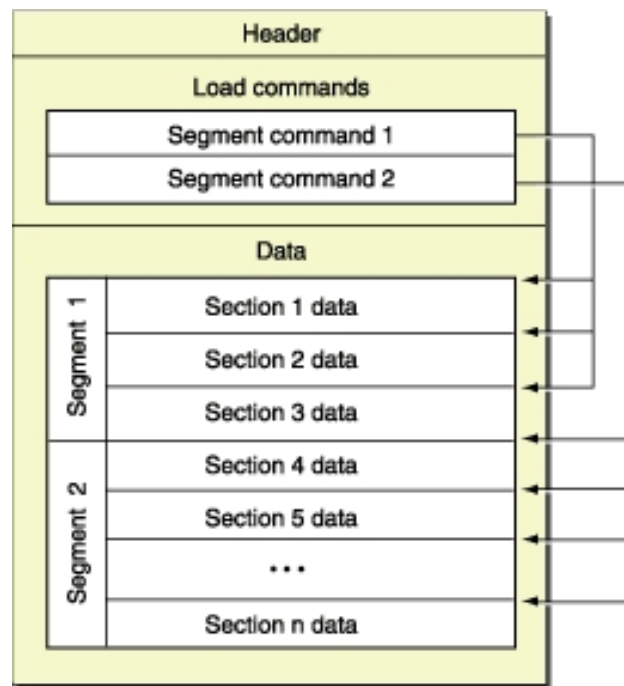 Header
Load commands
Segment command 1
Segment command 2
Data
Segment 1
Section 1 data
Section 2 data
Section 3 data
Segment 2
Section 4 data
Section 5 data
...
Section n data